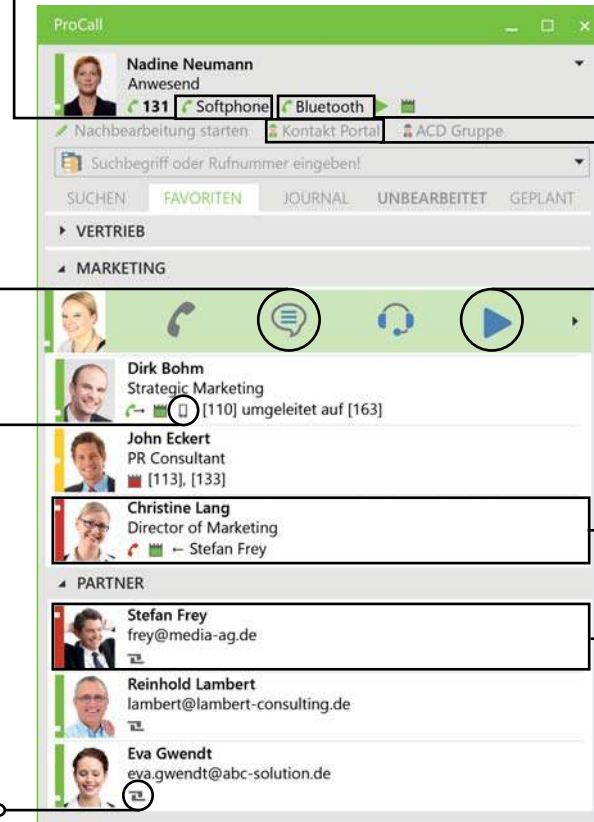 ProCall
Nadine Neumann
Anwesend
131 Softphone Bluetooth
Nachbearbeitung starten Kontakt Portal ACD Gruppe
Suchbegriff oder Rufnummer eingeben!
SUCHEN FAVORITEN JOURNAL UNBEARBEITET GEPLANT
VERTRIEB
MARKETING
Dirk Bohm
Strategic Marketing
[110] umgeleitet auf [163]
John Eckert
PR Consultant
[113], [133]
Christine Lang
Director of Marketing
← Stefan Frey
PARTNER
Stefan Frey
frey@media-ag.de
Reinhold Lambert
lambert@lambert-consulting.de
Eva Gwendt
eva.gwendt@abc-solution.de